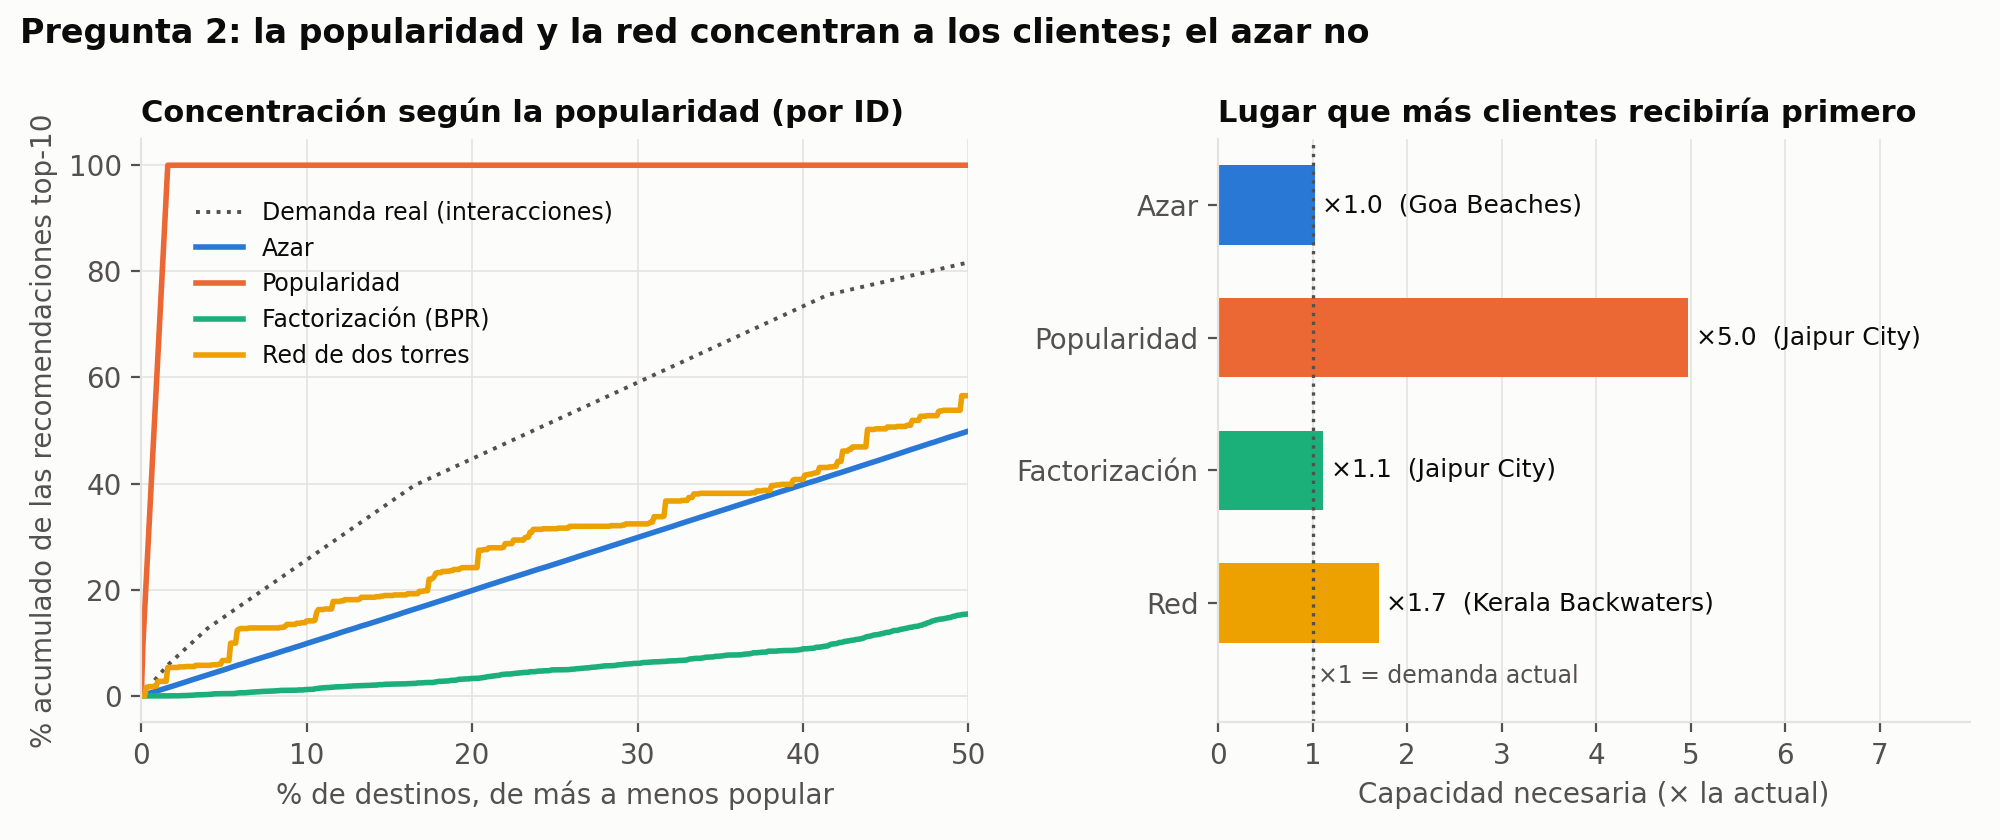 Pregunta 2: la popularidad y la red concentran a los clientes; el azar no
Concentración según la popularidad (por ID)
% acumulado de las recomendaciones top-10
100
80
60
40
20
0
Demanda real (interacciones)
Azar
Popularidad
Factorización (BPR)
Red de dos torres
0 10 20 30 40 50
% de destinos, de más a menos popular
Lugar que más clientes recibiría primero
Azar ×1.0 (Goa Beaches)
Popularidad ×5.0 (Jaipur City)
Factorización ×1.1 (Jaipur City)
Red ×1.7 (Kerala Backwaters)
×1 = demanda actual
0 1 2 3 4 5 6 7
Capacidad necesaria (× la actual)